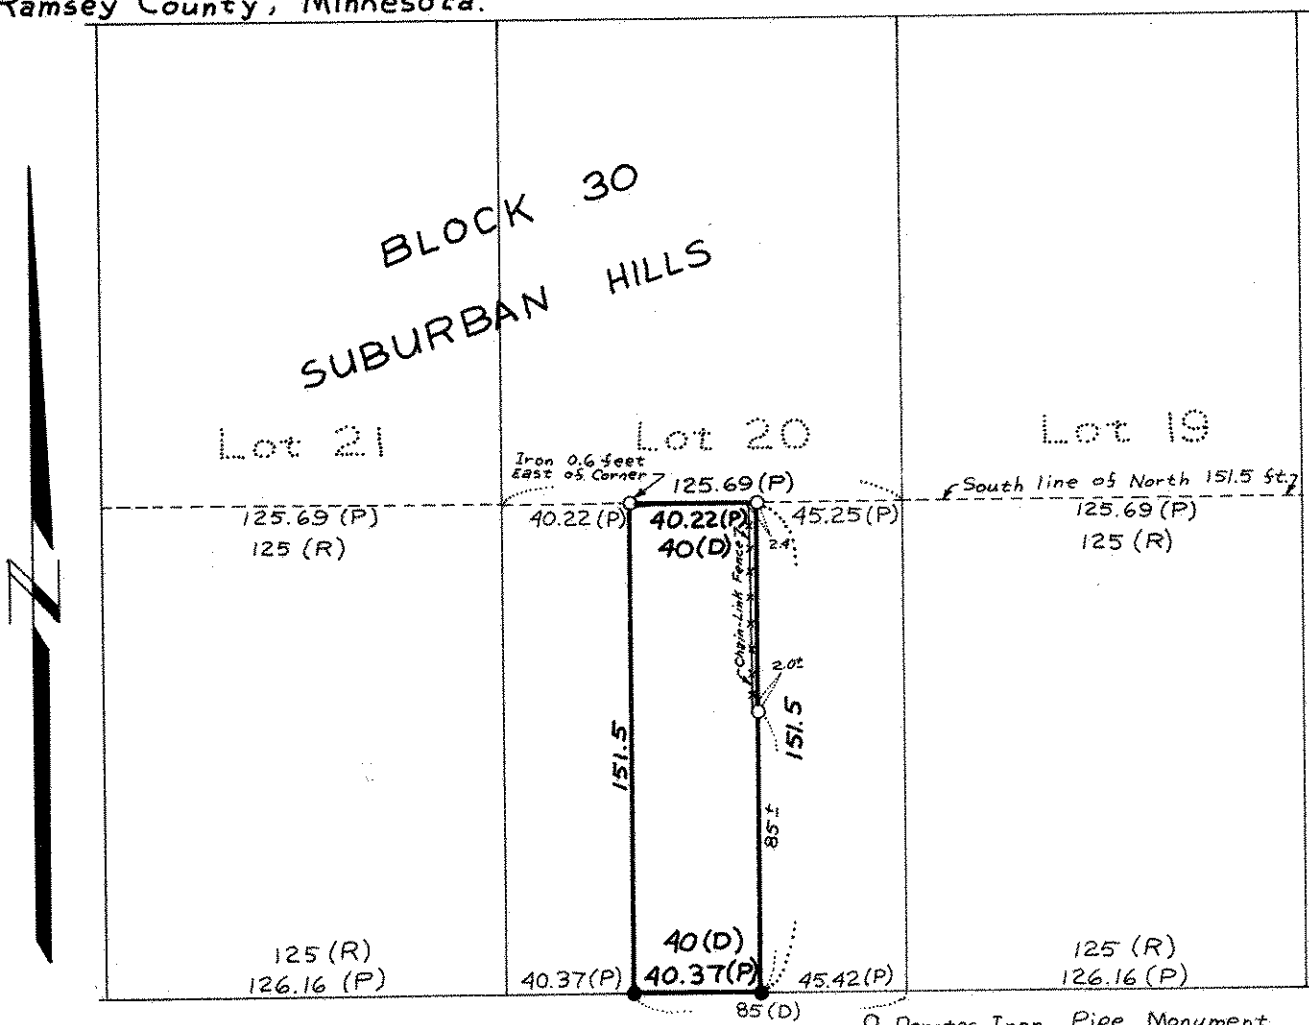 Ramsey County, Minnesota.
BLOCK 30
SUBURBAN HILLS
Lot 21
Lot 20
Lot 19
Iron 0.6 feet
East of Corner
125.69 (P)
South line of North 151.5 ft.
125.69 (P)
125 (R)
40.22 (P)
40.22 (P)
40 (D)
45.25 (P)
125.69 (P)
125 (R)
2.4
Chain-Link Fence
2.0±
151.5
151.5
85±
125 (R)
126.16 (P)
40.37 (P)
40 (D)
40.37 (P)
45.42 (P)
125 (R)
126.16 (P)
85 (D)
O Denotes Iron Pipe Monument
N